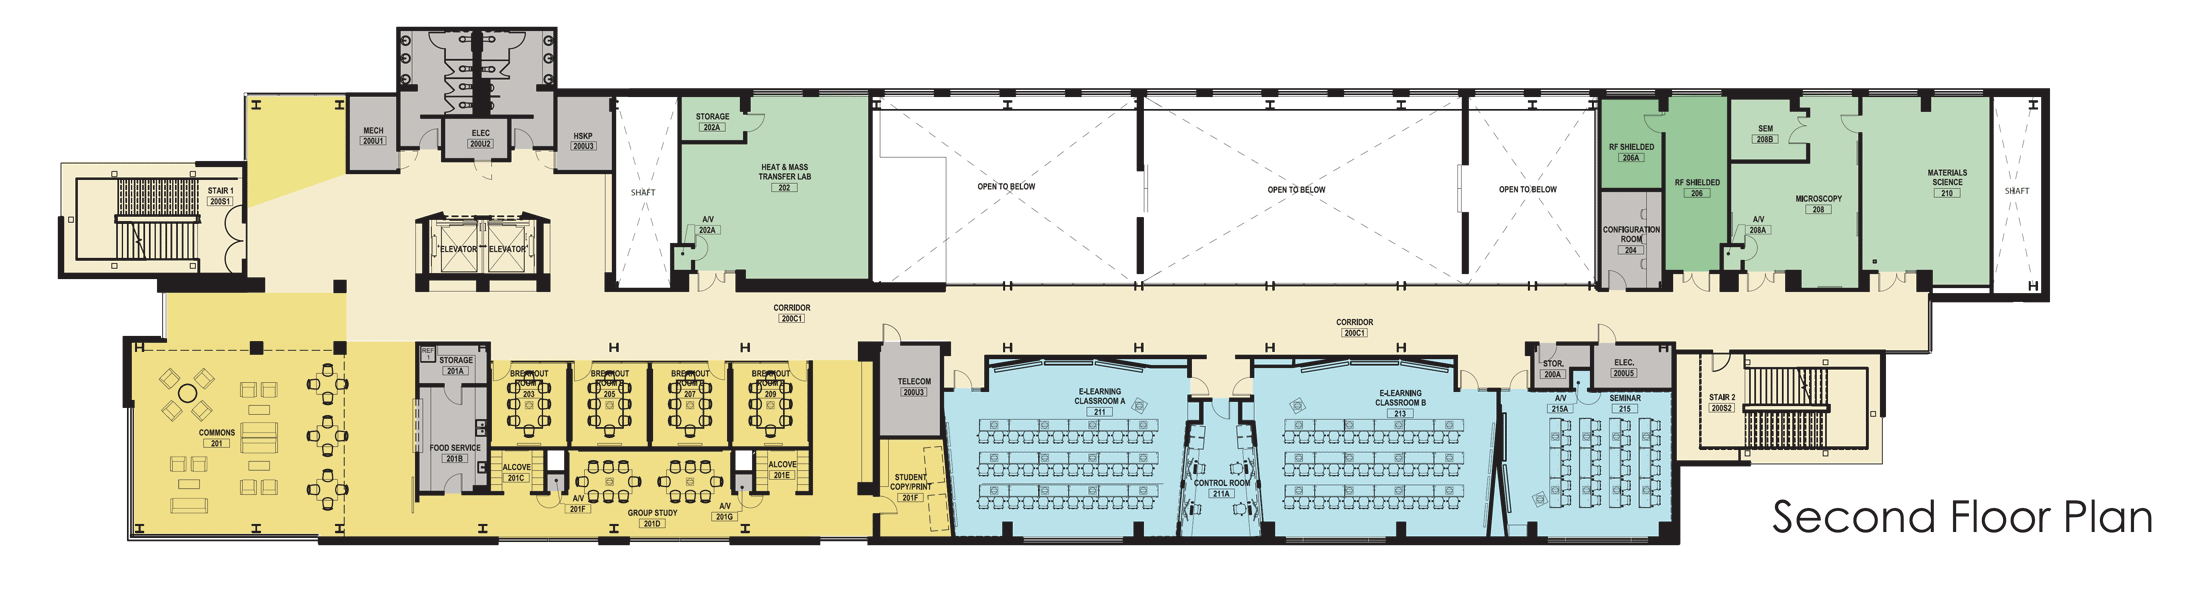 MECH
200U1
ELEC
200U2
HSKP
200U3
STAIR 1
200S1
ELEVATOR
ELEVATOR
SHAFT
STORAGE
202A
HEAT & MASS
TRANSFER LAB
202
A/V
202A
OPEN TO BELOW
OPEN TO BELOW
OPEN TO BELOW
RF SHIELDED
206A
CONFIGURATION
ROOM
204
RF SHIELDED
206
SEM
208B
MICROSCOPY
208
A/V
208A
MATERIALS
SCIENCE
210
SHAFT
CORRIDOR
200C1
CORRIDOR
200C1
COMMONS
201
REF
1
STORAGE
201A
FOOD SERVICE
201B
BREAKOUT
ROOM 1
203
BREAKOUT
ROOM 2
205
BREAKOUT
ROOM 3
207
BREAKOUT
209
ALCOVE
201C
A/V
201F
GROUP STUDY
201D
A/V
201G
ALCOVE
201E
TELECOM
200U3
STUDENT
COPY/PRINT
201F
E-LEARNING
CLASSROOM A
211
CONTROL ROOM
211A
E-LEARNING
CLASSROOM B
213
STOR.
200A
ELEC.
200U5
A/V
215A
SEMINAR
215
STAIR 2
200S2
Second Floor Plan